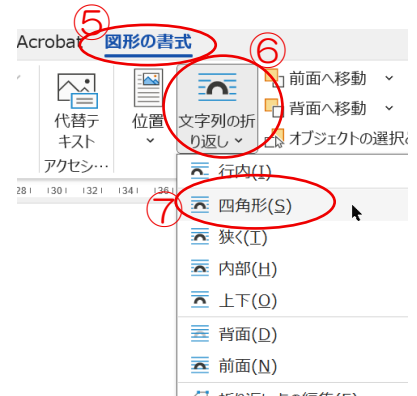 ⑤
Acrobat 図形の書式
⑥
代替テ
キスト
アクセシ…
位置
文字列の折
り返し
前面へ移動
背面へ移動
オブジェクトの選択
28 | |30| |32| |34| |36|
行内(I)
⑦
四角形(S)
狭く(T)
内部(H)
上下(O)
背面(D)
前面(N)